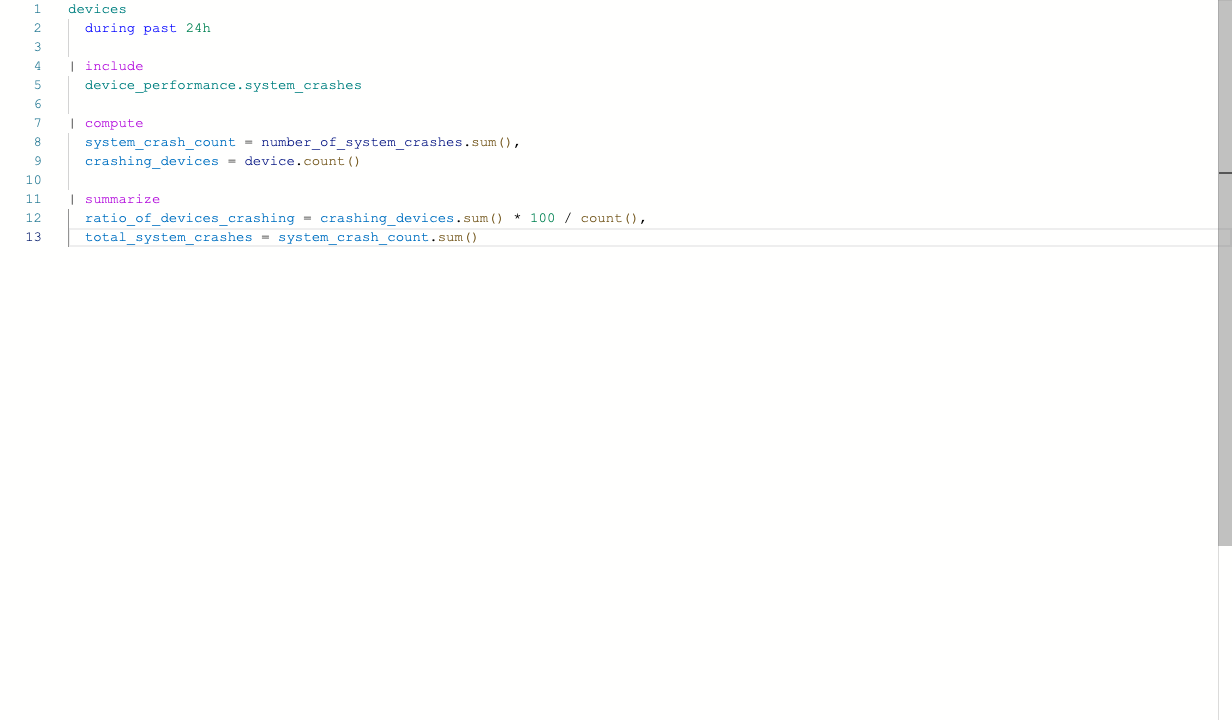 1 devices
2 during past 24h
3
4 | include
5 device_performance.system_crashes
6
7 | compute
8 system_crash_count = number_of_system_crashes.sum(),
9 crashing_devices = device.count()
10
11 | summarize
12 ratio_of_devices_crashing = crashing_devices.sum() * 100 / count(),
13 total_system_crashes = system_crash_count.sum()